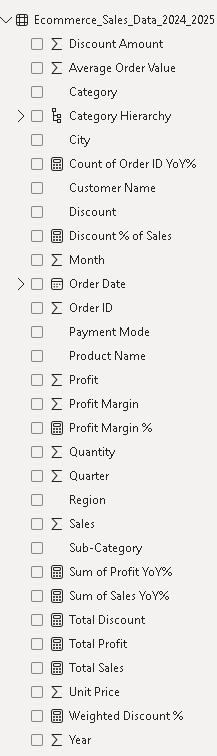 Ecommerce_Sales_Data_2024_2025
Discount Amount
Average Order Value
Category
Category Hierarchy
City
Count of Order ID YoY%
Customer Name
Discount
Discount % of Sales
Month
Order Date
Order ID
Payment Mode
Product Name
Profit
Profit Margin
Profit Margin %
Quantity
Quarter
Region
Sales
Sub-Category
Sum of Profit YoY%
Sum of Sales YoY%
Total Discount
Total Profit
Total Sales
Unit Price
Weighted Discount %
Year